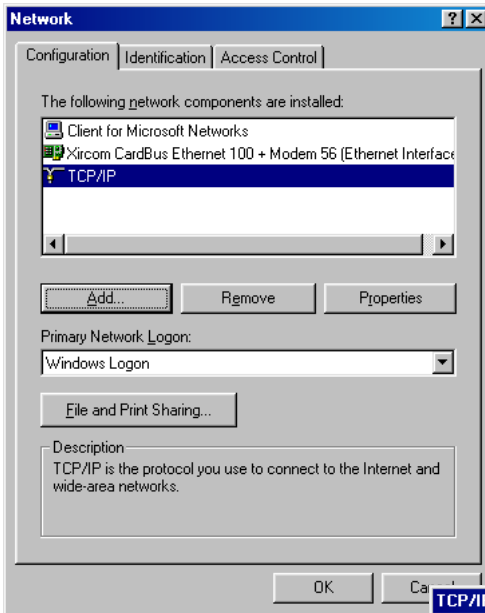 Network
Configuration Identification Access Control
The following network components are installed:
Client for Microsoft Networks
Xircom CardBus Ethernet 100 + Modem 56 (Ethernet Interface
TCP/IP
Add... Remove Properties
Primary Network Logon:
Windows Logon
File and Print Sharing...
Description
TCP/IP is the protocol you use to connect to the Internet and
wide-area networks.
OK